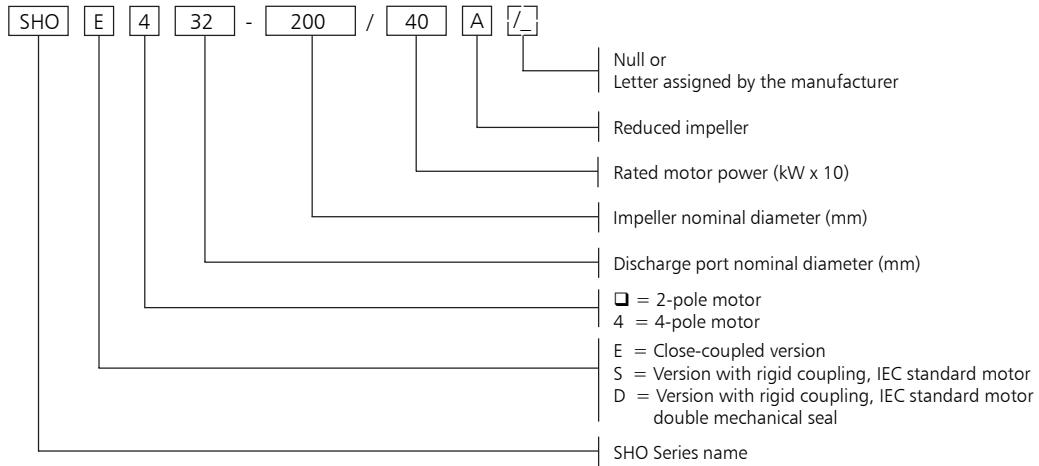 SHO E 4 32 - 200 / 40 A /_
Null or
Letter assigned by the manufacturer
Reduced impeller
Rated motor power (kW x 10)
Impeller nominal diameter (mm)
Discharge port nominal diameter (mm)
❑ = 2-pole motor
4 = 4-pole motor
E = Close-coupled version
S = Version with rigid coupling, IEC standard motor
D = Version with rigid coupling, IEC standard motor
double mechanical seal
SHO Series name